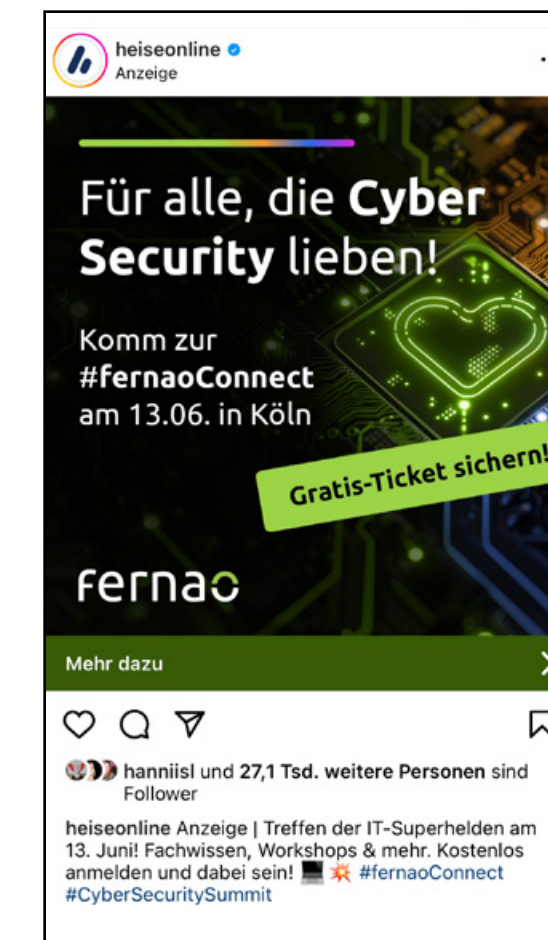 heiseonline
Anzeige
Für alle, die Cyber
Security lieben!
Komm zur
#fernaoConnect
am 13.06. in Köln
Gratis-Ticket sichern!
fernao
Mehr dazu
hanniisl und 27,1 Tsd. weitere Personen sind
Follower
heiseonline Anzeige | Treffen der IT-Superhelden am
13. Juni! Fachwissen, Workshops & mehr. Kostenlos
anmelden und dabei sein! 💻 💥 #fernaoConnect
#CyberSecuritySummit